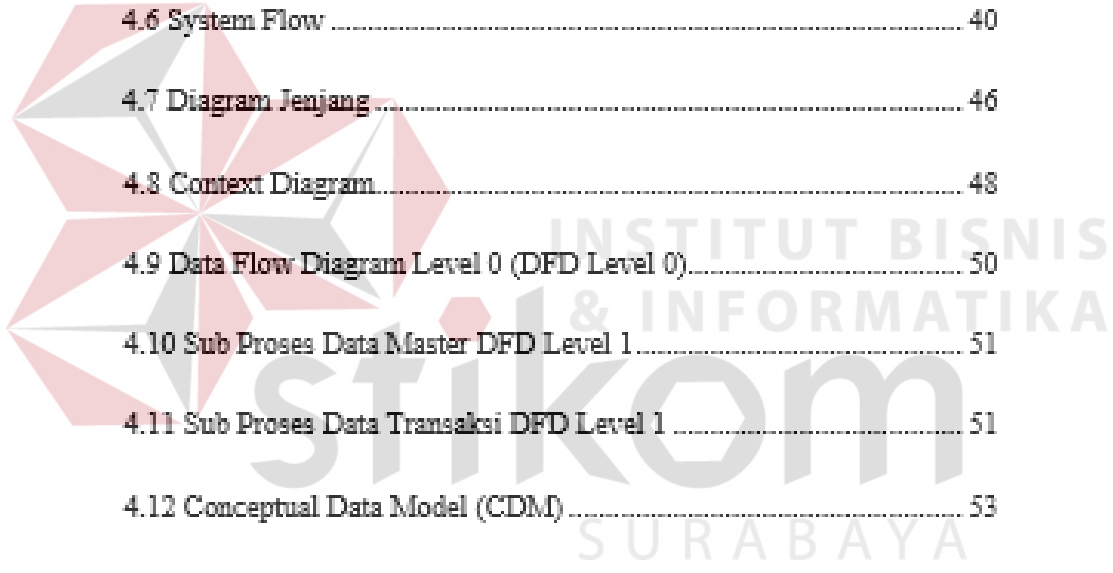 4.6 System Flow ........ 40
4.7 Diagram Jenjang ........ 46
4.8 Context Diagram ........ 48
INSTITUT BISNIS
4.9 Data Flow Diagram Level 0 (DFD Level 0) ........ 50
& INFORMATIKA
4.10 Sub Proses Data Master DFD Level 1 ........ 51
stikom
4.11 Sub Proses Data Transaksi DFD Level 1 ........ 51
4.12 Conceptual Data Model (CDM) ........ 53
SURABAYA